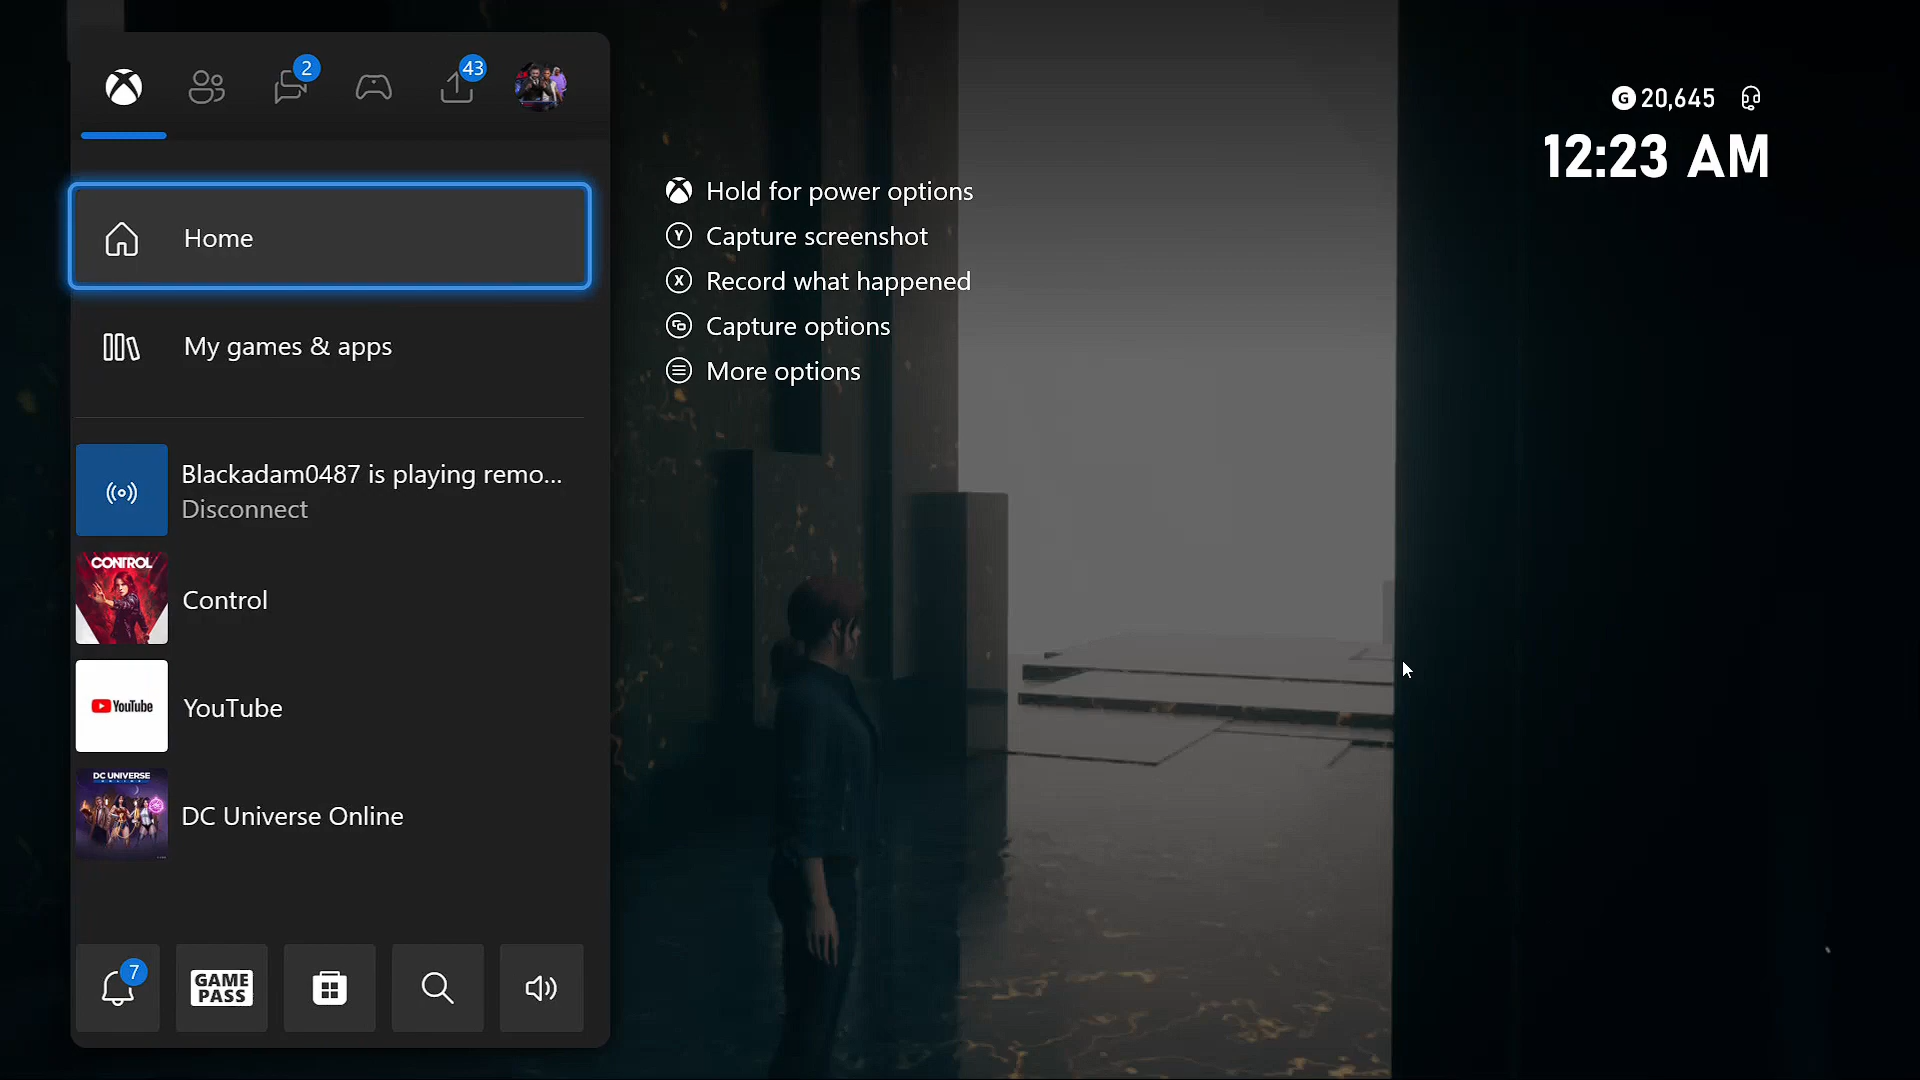 2
43
G 20,645
12:23 AM
Home
My games & apps
Hold for power options
Y Capture screenshot
X Record what happened
Capture options
More options
Blackadam0487 is playing remo...
Disconnect
CONTROL
Control
YouTube
YouTube
DC UNIVERSE
ONLINE
DC Universe Online
7
GAME
PASS